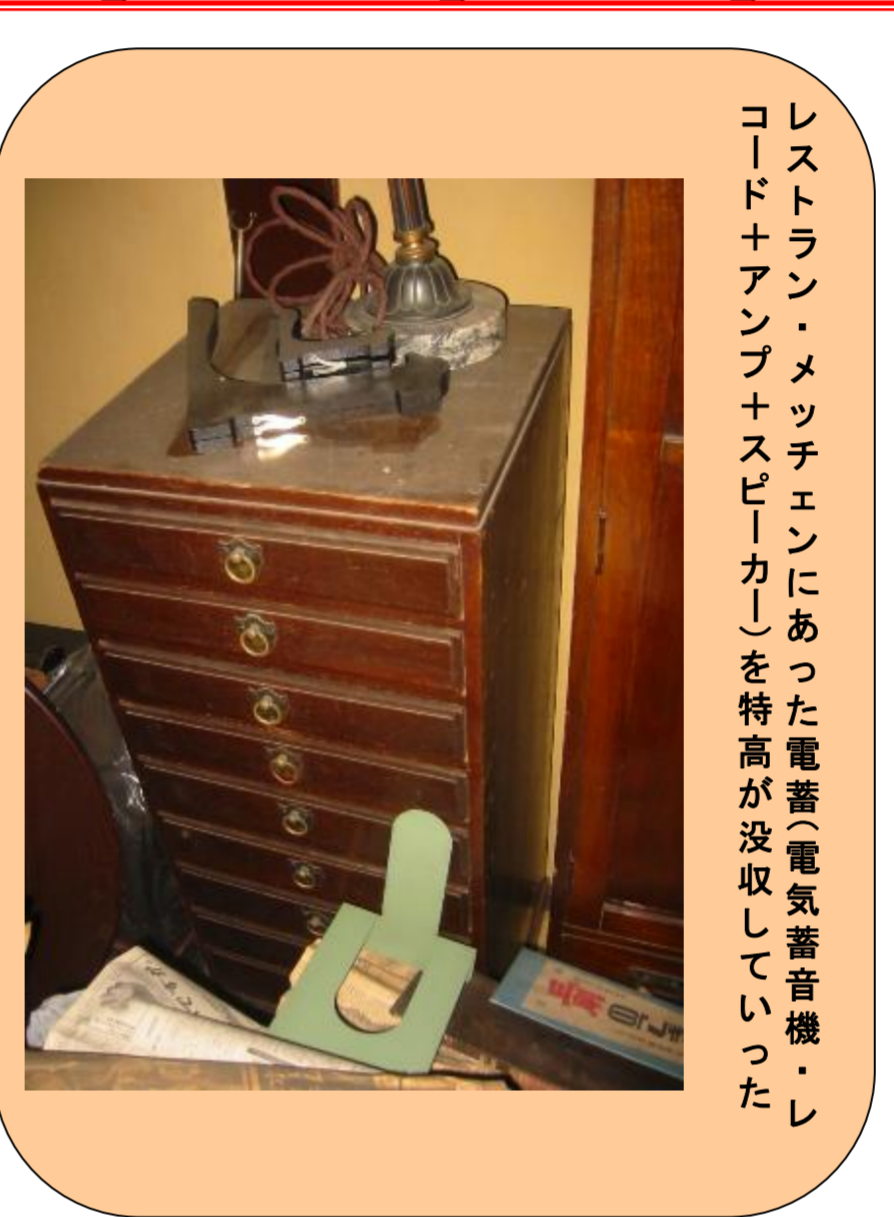 レストラン・メッチェンにあった電蓄(電気蓄音機・レ
コード＋アンプ＋スピーカー)を特高が没収していった